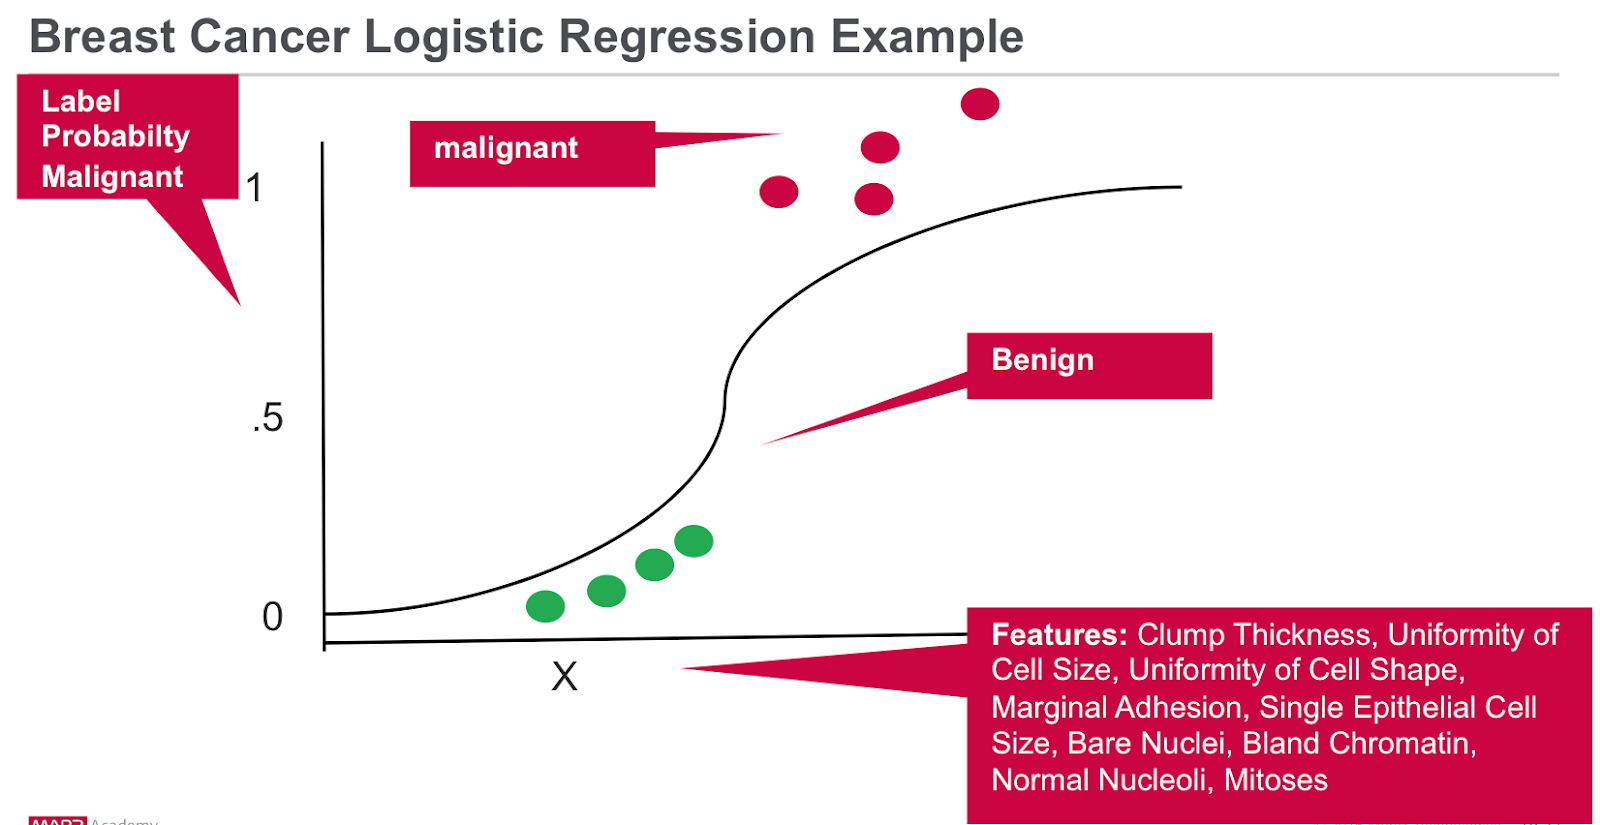 Breast Cancer Logistic Regression Example
Label
Probabilty
Malignant
1
malignant
Benign
.5
0
X
Features: Clump Thickness, Uniformity of
Cell Size, Uniformity of Cell Shape,
Marginal Adhesion, Single Epithelial Cell
Size, Bare Nuclei, Bland Chromatin,
Normal Nucleoli, Mitoses
Academy